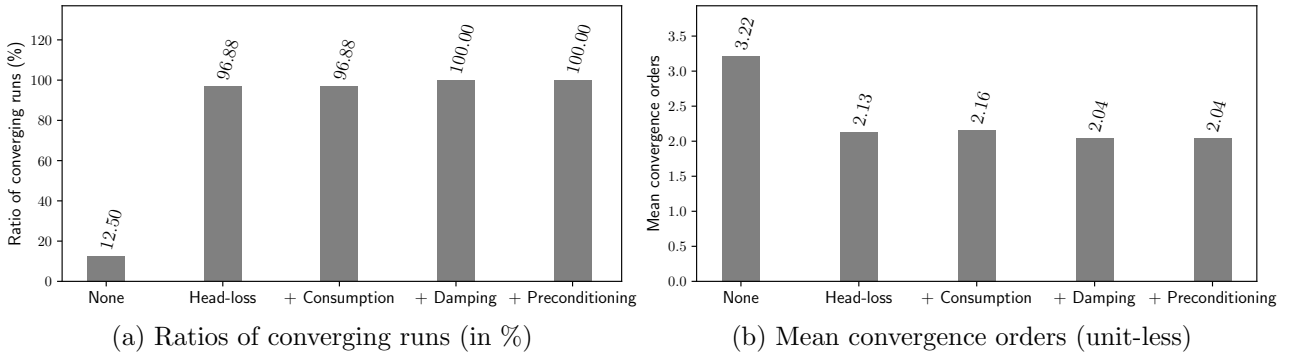 Ratio of converging runs (%)
120
100
80
60
40
20
0
12.50
96.88
96.88
100.00
100.00
None
Head-loss
+ Consumption
+ Damping
+ Preconditioning
(a) Ratios of converging runs (in %)
Mean convergence orders
3.5
3.0
2.5
2.0
1.5
1.0
0.5
0.0
3.22
2.13
2.16
2.04
2.04
None
Head-loss
+ Consumption
+ Damping
+ Preconditioning
(b) Mean convergence orders (unit-less)